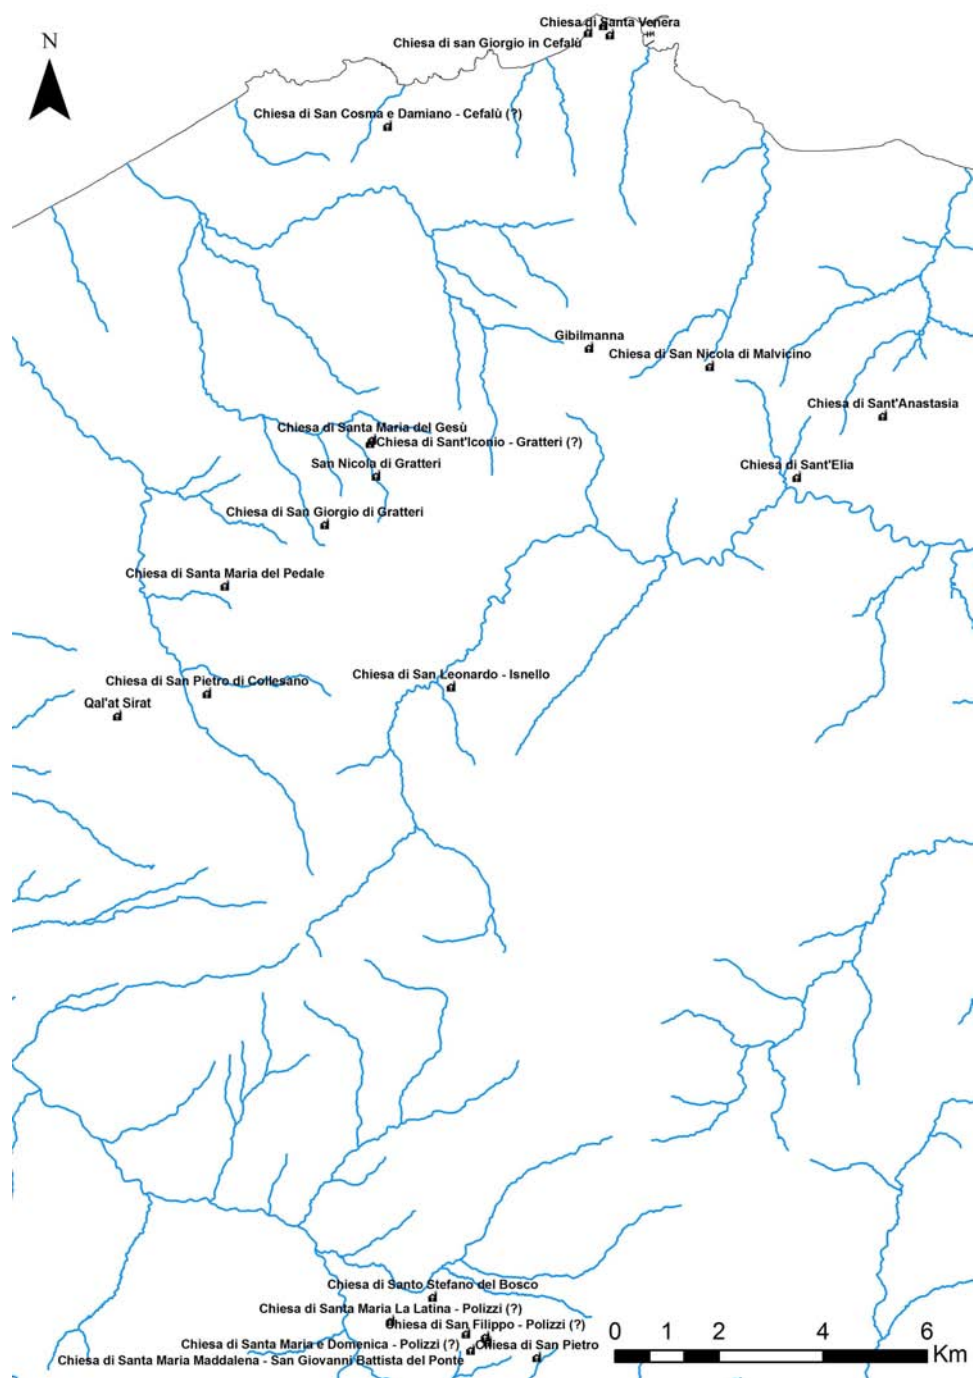 Chiesa di Santa Venera
N
Chiesa di san Giorgio in Cefalù
Chiesa di San Cosma e Damiano - Cefalù (?)
Gibilmanna
Chiesa di San Nicola di Malvicino
Chiesa di Sant'Anastasia
Chiesa di Santa Maria del Gesù
Chiesa di Sant'Iconio - Gratteri (?)
San Nicola di Gratteri
Chiesa di Sant'Elia
Chiesa di San Giorgio di Gratteri
Chiesa di Santa Maria del Pedale
Chiesa di San Leonardo - Isnello
Chiesa di San Pietro di Collesano
Qal'at Sirat
Chiesa di Santo Stefano del Bosco
Chiesa di Santa Maria La Latina - Polizzi (?)
Chiesa di San Filippo - Polizzi (?)
Chiesa di Santa Maria e Domenica - Polizzi (?)
Chiesa di San Pietro
Chiesa di Santa Maria Maddalena - San Giovanni Battista del Ponte
0 1 2 4 6
Km